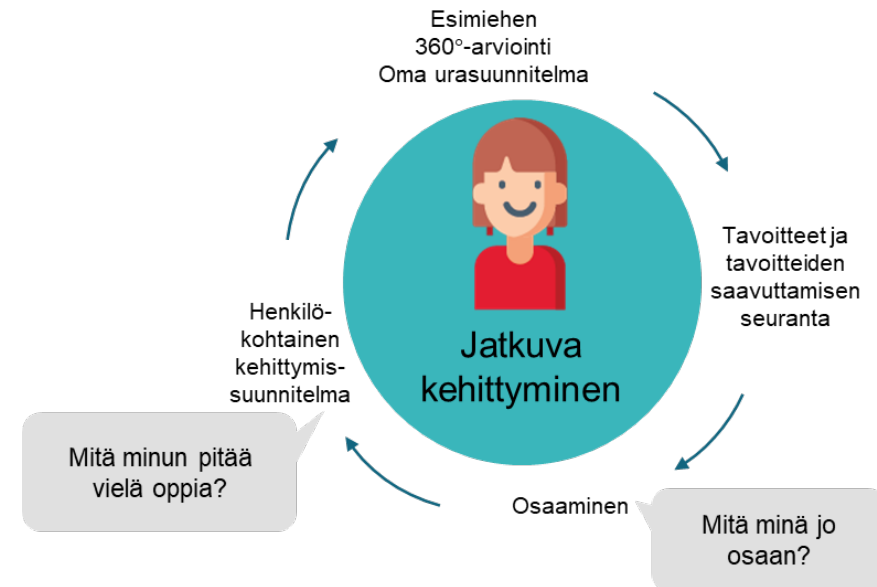 Esimiehen
360°-arviointi
Oma urasuunnitelma
Tavoitteet ja
tavoitteiden
saavuttamisen
seuranta
Henkilö-
kohtainen
kehittymis-
suunnitelma
Jatkuva
kehittyminen
Mitä minun pitää
vielä oppia?
Osaaminen
Mitä minä jo
osaan?